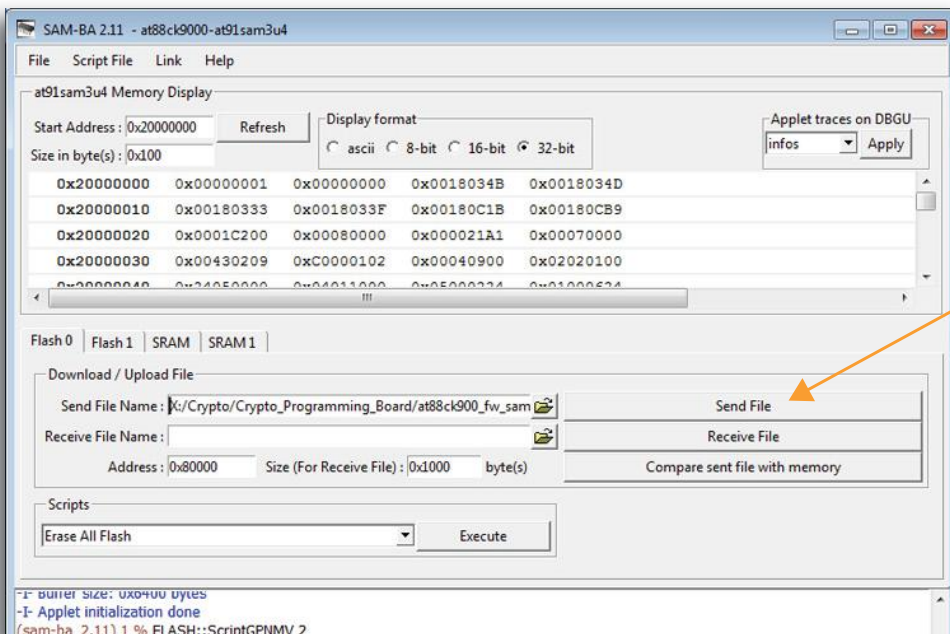 SAM-BA 2.11 - at88ck9000-at91sam3u4
File Script File Link Help
at91sam3u4 Memory Display
Start Address : 0x20000000 Refresh
Size in byte(s) : 0x100
Display format
ascii 8-bit 16-bit 32-bit
Applet traces on DBGU
infos Apply
0x20000000 0x00000001 0x00000000 0x0018034B 0x0018034D
0x20000010 0x00180333 0x0018033F 0x00180C1B 0x00180CB9
0x20000020 0x0001C200 0x00080000 0x000021A1 0x00070000
0x20000030 0x00430209 0xC0000102 0x00040900 0x02020100
Flash 0 Flash 1 SRAM SRAM 1
Download / Upload File
Send File Name : X:/Crypto/Crypto_Programming_Board/at88ck900_fw_sam Send File
Receive File Name : Receive File
Address : 0x80000 Size (For Receive File) : 0x1000 byte(s) Compare sent file with memory
Scripts
Erase All Flash Execute
-I- Buffer size: 0x6400 bytes
-I- Applet initialization done
(sam-ba_2.11) 1 % FLASH::ScriptGPNMV 2